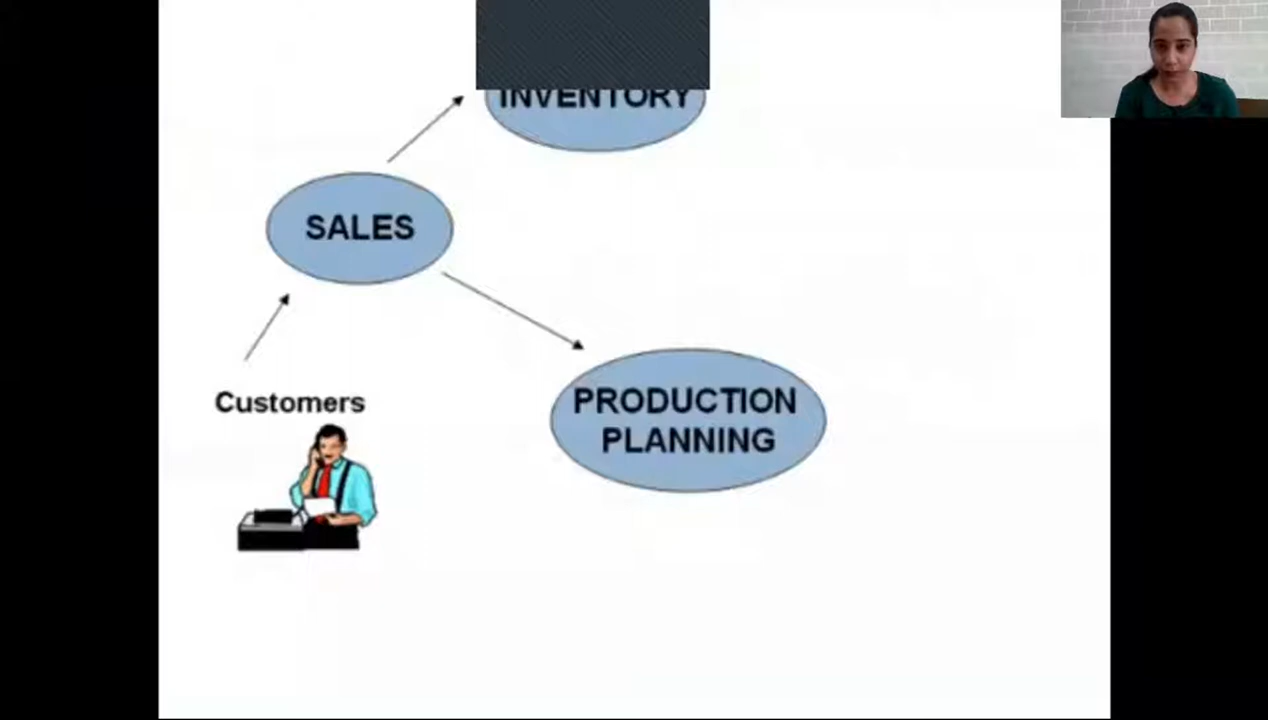 INVENTORY
SALES
Customers
PRODUCTION
PLANNING